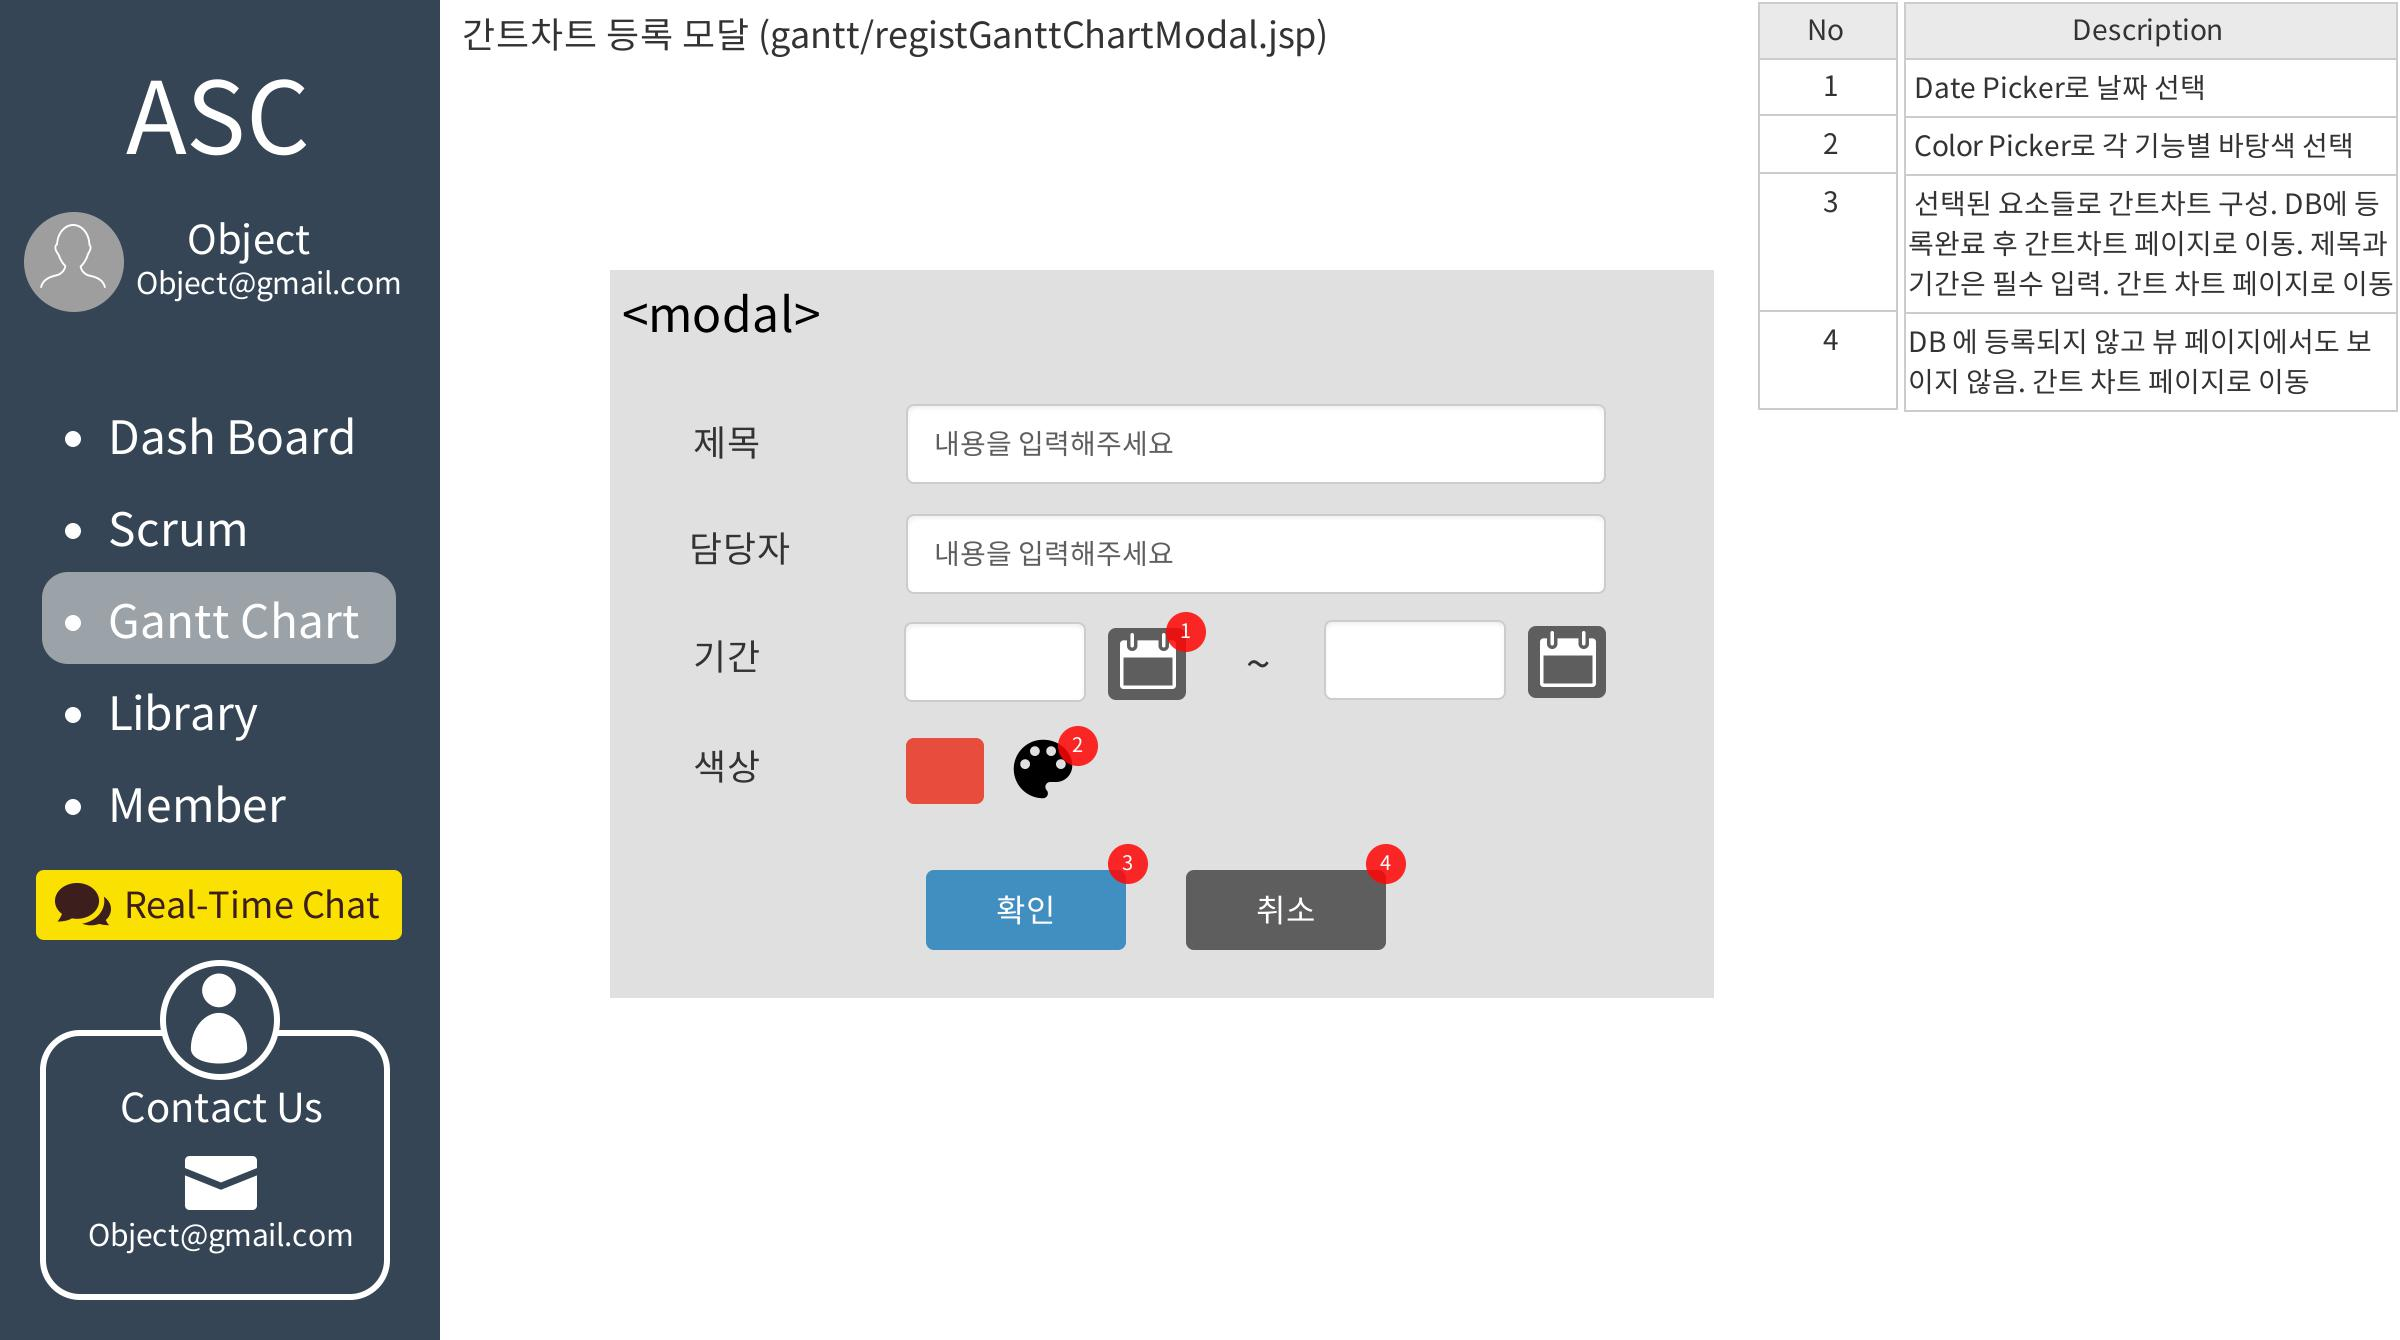 ASC
Object
Object@gmail.com
Dash Board
Scrum
Gantt Chart
Library
Member
Real-Time Chat
Contact Us
Object@gmail.com
간트차트 등록 모달 (gantt/registGanttChartModal.jsp)
<modal>
제목
내용을 입력해주세요
담당자
내용을 입력해주세요
기간
1
~
색상
2
3
확인
4
취소
No
Description
1
Date Picker로 날짜 선택
2
Color Picker로 각 기능별 바탕색 선택
3
선택된 요소들로 간트차트 구성. DB에 등
록완료 후 간트차트 페이지로 이동. 제목과
기간은 필수 입력. 간트 차트 페이지로 이동
4
DB 에 등록되지 않고 뷰 페이지에서도 보
이지 않음. 간트 차트 페이지로 이동